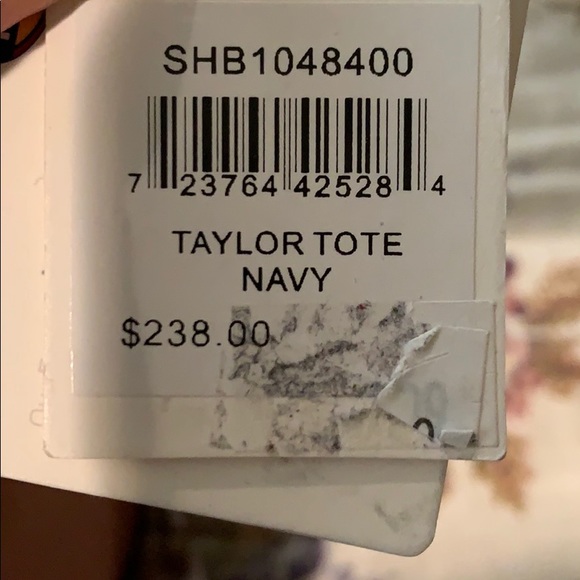 SHB1048400
7 23764 42528 4
TAYLOR TOTE
NAVY
$238.00